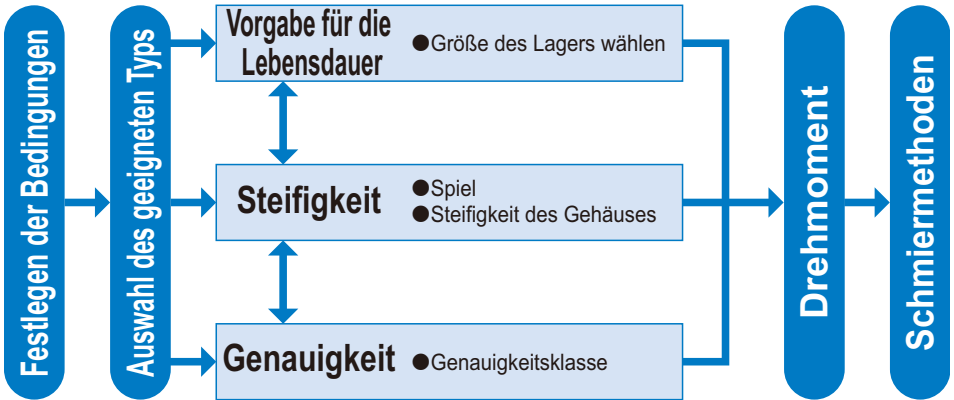 Festlegen der Bedingungen
Auswahl des geeigneten Typs
Vorgabe für die
Lebensdauer
●Größe des Lagers wählen
Steifigkeit
●Spiel
●Steifigkeit des Gehäuses
Genauigkeit
●Genauigkeitsklasse
Drehmoment
Schmiermethoden